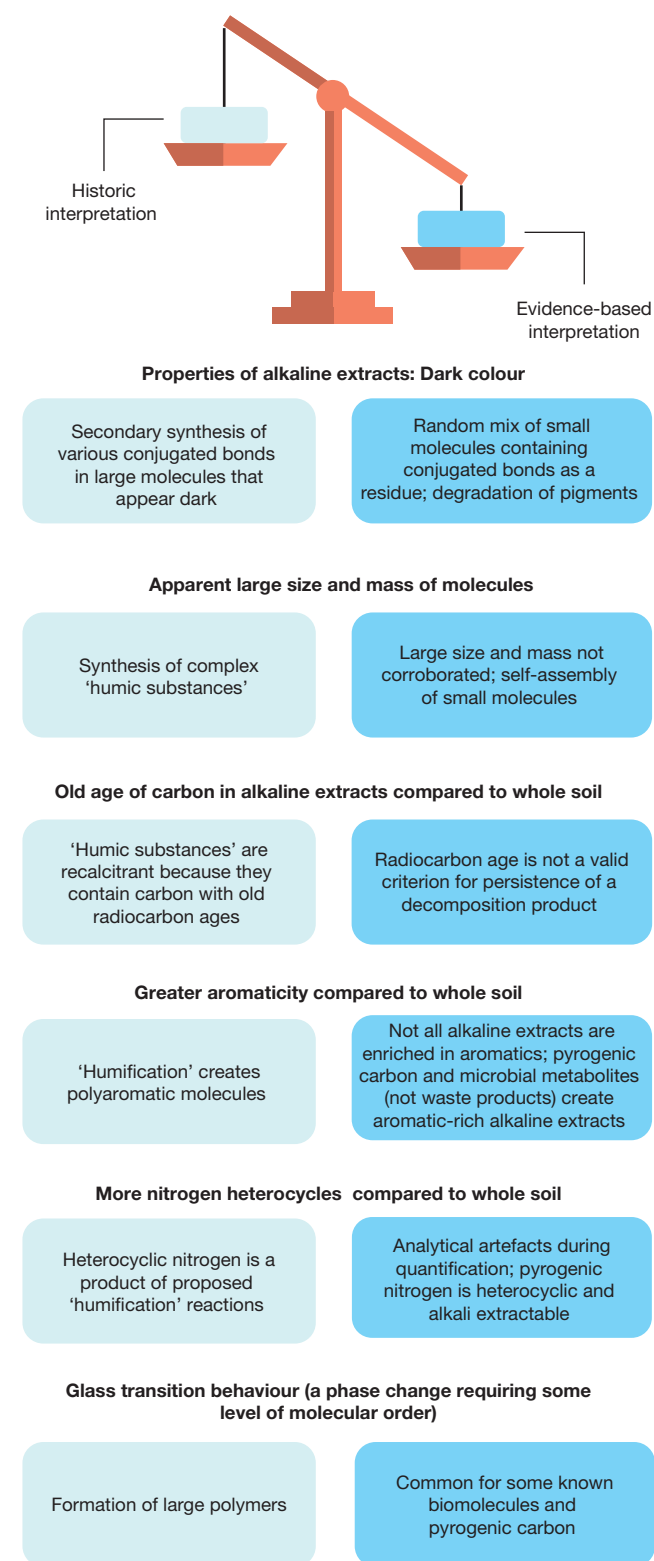 Historic
interpretation
Evidence-based
interpretation
Properties of alkaline extracts: Dark colour
Secondary synthesis of
various conjugated bonds
in large molecules that
appear dark
Random mix of small
molecules containing
conjugated bonds as a
residue; degradation of pigments
Apparent large size and mass of molecules
Synthesis of complex
‘humic substances’
Large size and mass not
corroborated; self-assembly
of small molecules
Old age of carbon in alkaline extracts compared to whole soil
‘Humic substances’ are
recalcitrant because they
contain carbon with old
radiocarbon ages
Radiocarbon age is not a valid
criterion for persistence of a
decomposition product
Greater aromaticity compared to whole soil
‘Humification’ creates
polyaromatic molecules
Not all alkaline extracts are
enriched in aromatics; pyrogenic
carbon and microbial metabolites
(not waste products) create
aromatic-rich alkaline extracts
More nitrogen heterocycles compared to whole soil
Heterocyclic nitrogen is a
product of proposed
‘humification’ reactions
Analytical artefacts during
quantification; pyrogenic
nitrogen is heterocyclic and
alkali extractable
Glass transition behaviour (a phase change requiring some
level of molecular order)
Formation of large polymers
Common for some known
biomolecules and
pyrogenic carbon